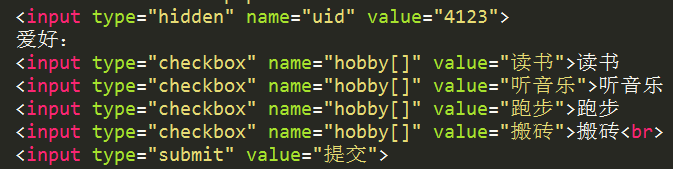 <input type="hidden" name="uid" value="4123">
爱好：
<input type="checkbox" name="hobby[]" value="读书">读书
<input type="checkbox" name="hobby[]" value="听音乐">听音乐
<input type="checkbox" name="hobby[]" value="跑步">跑步
<input type="checkbox" name="hobby[]" value="搬砖">搬砖<br>
<input type="submit" value="提交">